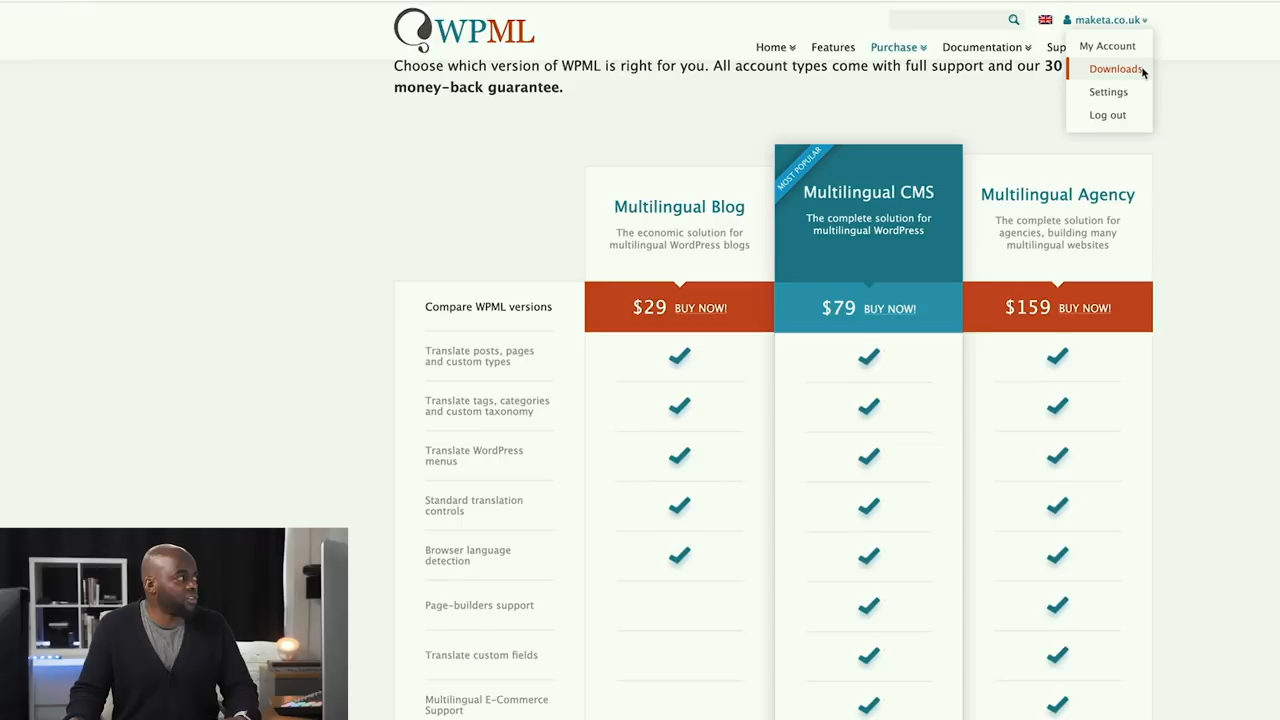 WPML
maketa.co.uk
Home
Features
Purchase
Documentation
Sup
My Account
Downloads
Settings
Log out
Choose which version of WPML is right for you. All account types come with full support and our 30
money-back guarantee.
MOST POPULAR
Multilingual Blog
The economic solution for
multilingual WordPress blogs
Multilingual CMS
The complete solution for
multilingual WordPress
Multilingual Agency
The complete solution for
agencies, building many
multilingual websites
Compare WPML versions
$29 BUY NOW!
$79 BUY NOW!
$159 BUY NOW!
Translate posts, pages
and custom types
Translate tags, categories
and custom taxonomy
Translate WordPress
menus
Standard translation
controls
Browser language
detection
Page-builders support
Translate custom fields
Multilingual E-Commerce
Support